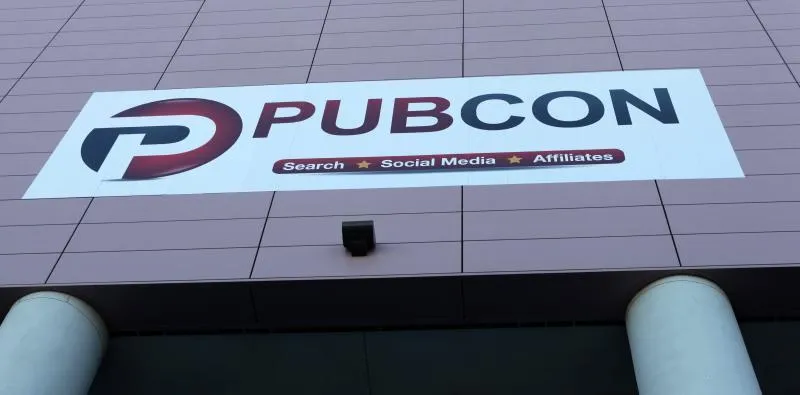 PUBCON
Search ★ Social Media ★ Affiliates